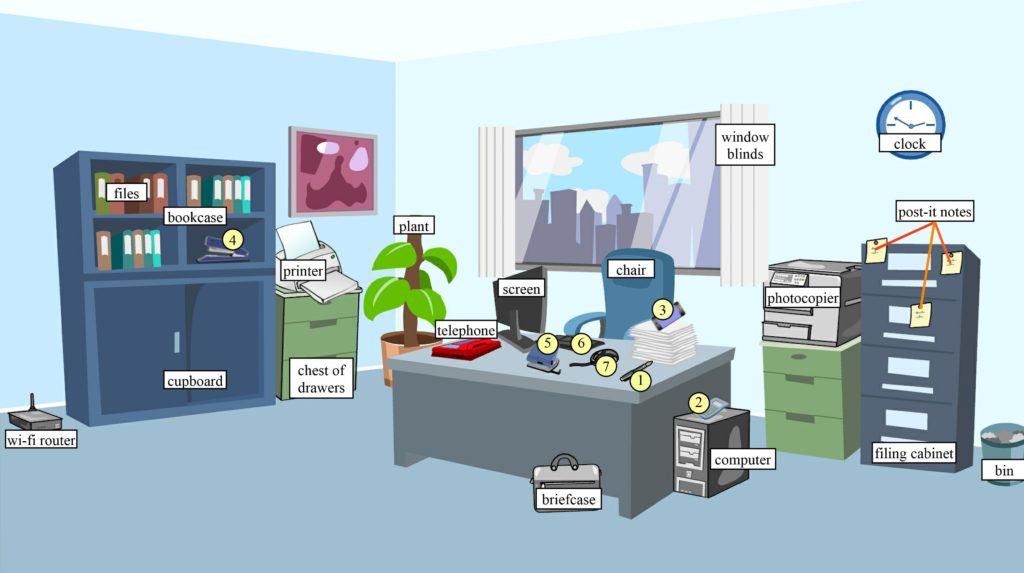 window
blinds
clock
files
bookcase
4
post-it notes
plant
printer
chair
screen
photocopier
3
telephone
5
6
7
1
chest of
drawers
cupboard
2
wi-fi router
computer
filing cabinet
bin
briefcase